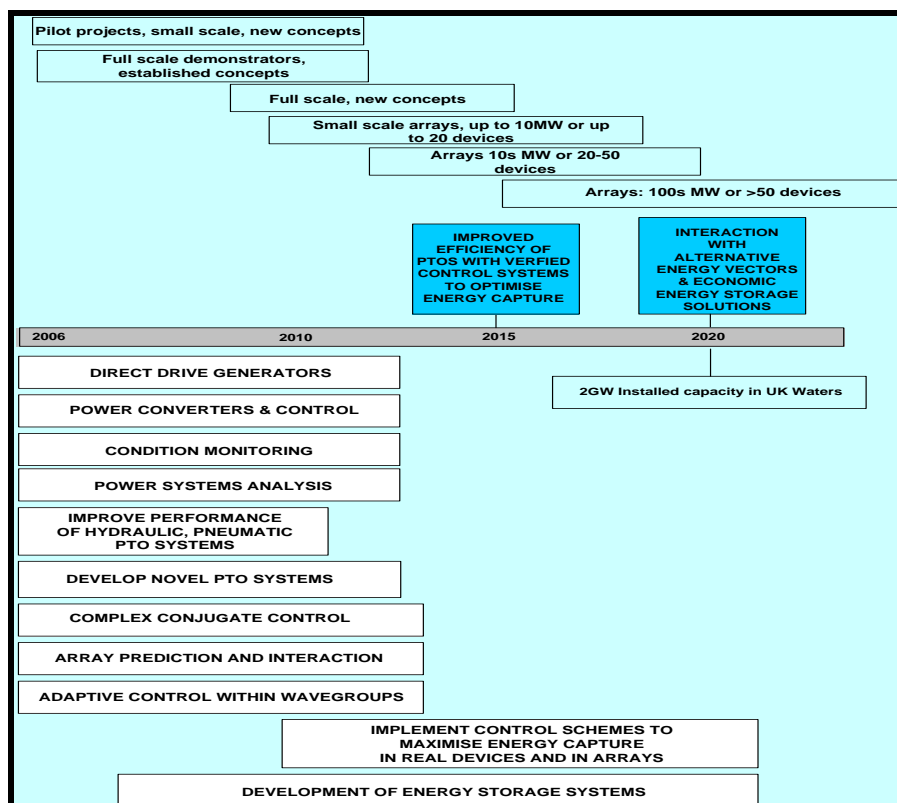 Pilot projects, small scale, new concepts
Full scale demonstrators,
established concepts
Full scale, new concepts
Small scale arrays, up to 10MW or up
to 20 devices
Arrays 10s MW or 20-50
devices
Arrays: 100s MW or >50 devices
IMPROVED
EFFICIENCY OF
PTOS WITH VERFIED
CONTROL SYSTEMS
TO OPTIMISE
ENERGY CAPTURE
INTERACTION
WITH
ALTERNATIVE
ENERGY VECTORS
& ECONOMIC
ENERGY STORAGE
SOLUTIONS
2006 2010 2015 2020
DIRECT DRIVE GENERATORS
2GW Installed capacity in UK Waters
POWER CONVERTERS & CONTROL
CONDITION MONITORING
POWER SYSTEMS ANALYSIS
IMPROVE PERFORMANCE
OF HYDRAULIC, PNEUMATIC
PTO SYSTEMS
DEVELOP NOVEL PTO SYSTEMS
COMPLEX CONJUGATE CONTROL
ARRAY PREDICTION AND INTERACTION
ADAPTIVE CONTROL WITHIN WAVEGROUPS
IMPLEMENT CONTROL SCHEMES TO
MAXIMISE ENERGY CAPTURE
IN REAL DEVICES AND IN ARRAYS
DEVELOPMENT OF ENERGY STORAGE SYSTEMS